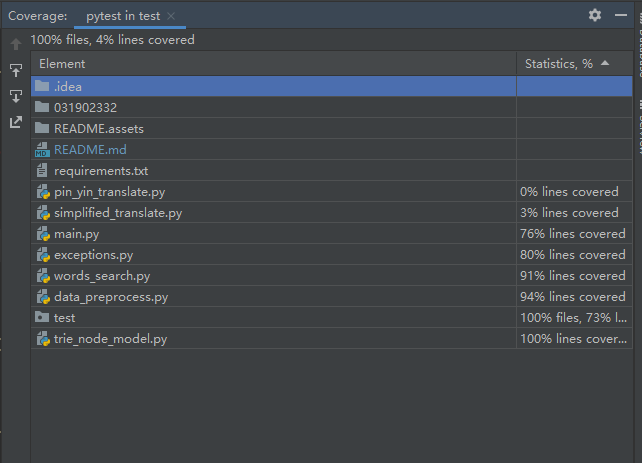 Coverage: pytest in test
100% files, 4% lines covered
Element Statistics, %
.idea
031902332
README.assets
README.md
requirements.txt
pin_yin_translate.py 0% lines covered
simplified_translate.py 3% lines covered
main.py 76% lines covered
exceptions.py 80% lines covered
words_search.py 91% lines covered
data_preprocess.py 94% lines covered
test 100% files, 73% l...
trie_node_model.py 100% lines cover...